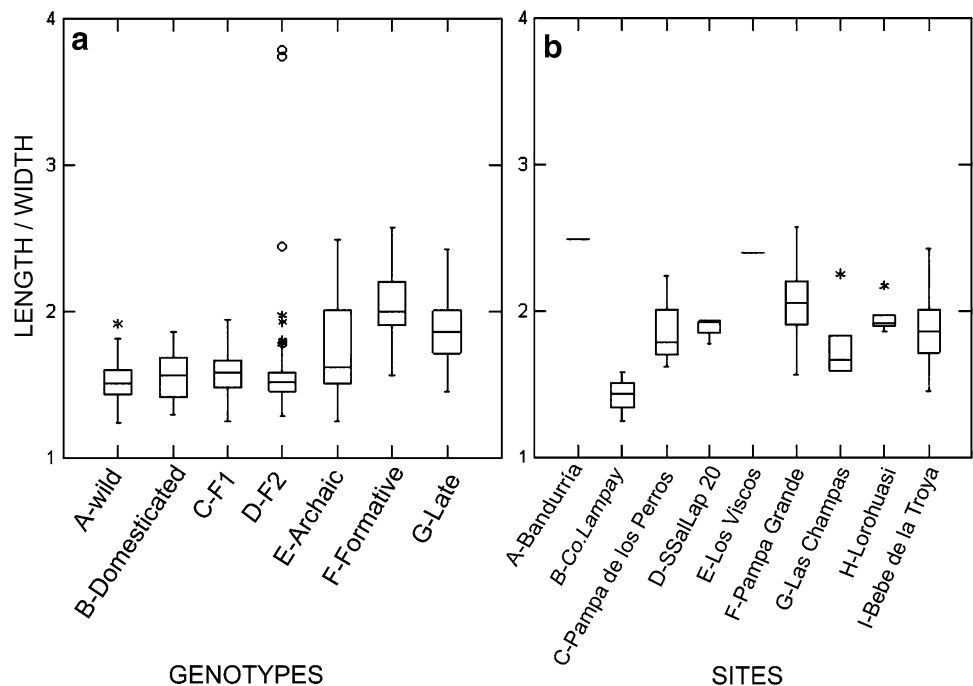 a
LENGTH / WIDTH
4
3
2
1
A-wild
B-Domesticated
C-F1
D-F2
E-Archaic
F-Formative
G-Late
GENOTYPES
b
4
3
2
1
A-Bandurria
B-Co.Lampay
C-Pampa de los Perros
D-SSalLap 20
E-Los Viscos
F-Pampa Grande
G-Las Champas
H-Lorohuasi
I-Bebe de la Troya
SITES